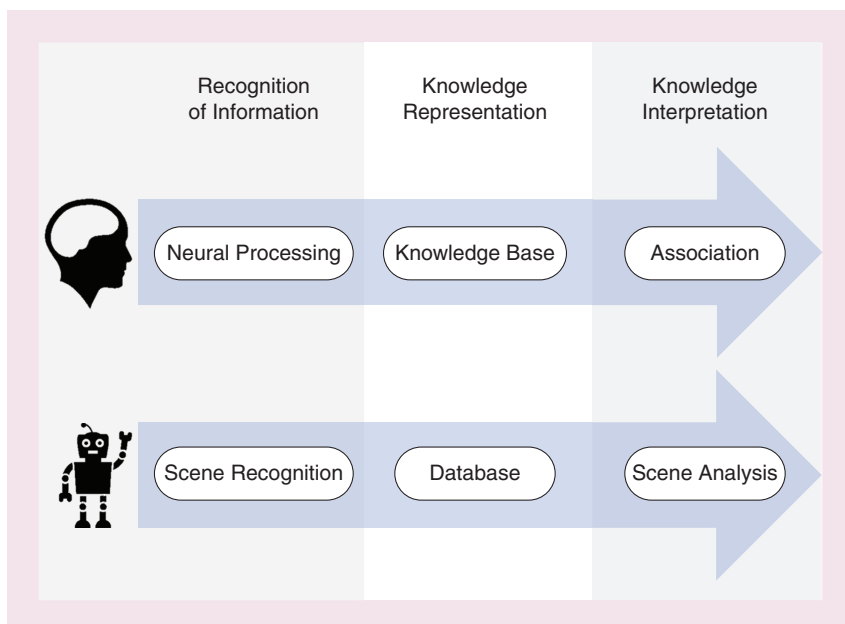 Recognition
of Information
Knowledge
Representation
Knowledge
Interpretation
Neural Processing
Knowledge Base
Association
Scene Recognition
Database
Scene Analysis